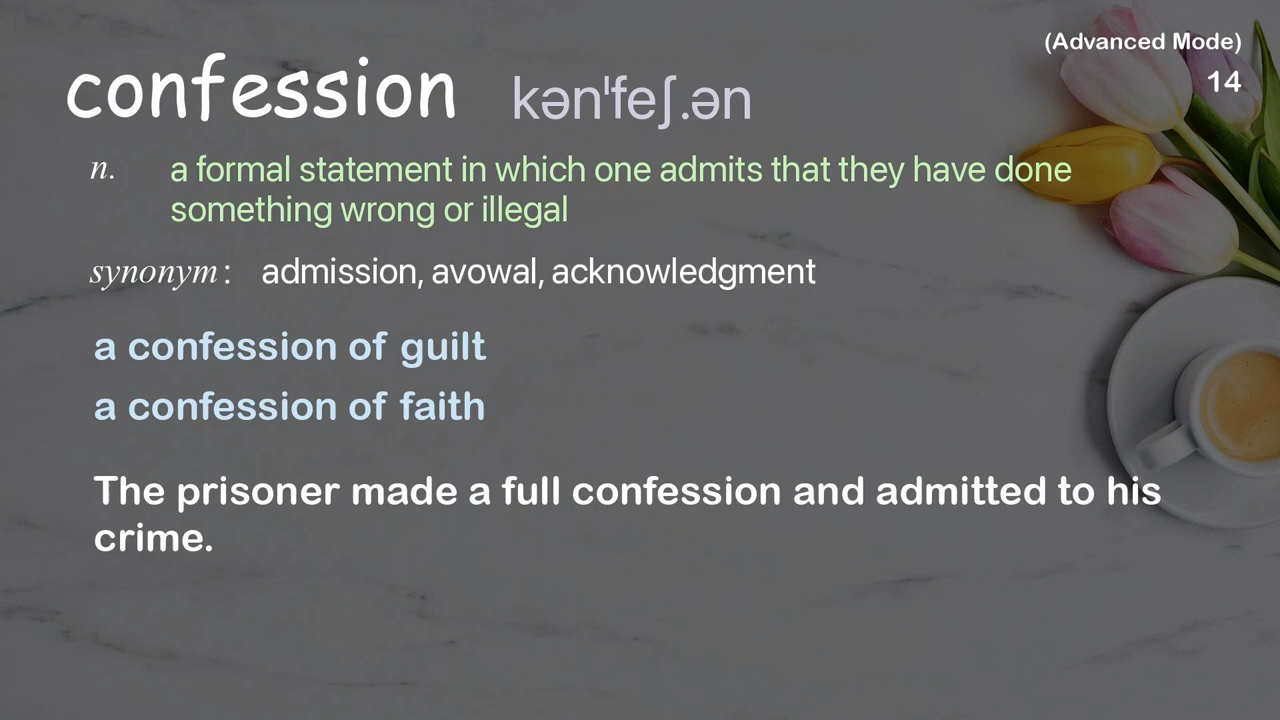 (Advanced Mode)
14
confession kən'feʃ.ən
n. a formal statement in which one admits that they have done
something wrong or illegal
synonym: admission, avowal, acknowledgment
a confession of guilt
a confession of faith
The prisoner made a full confession and admitted to his
crime.